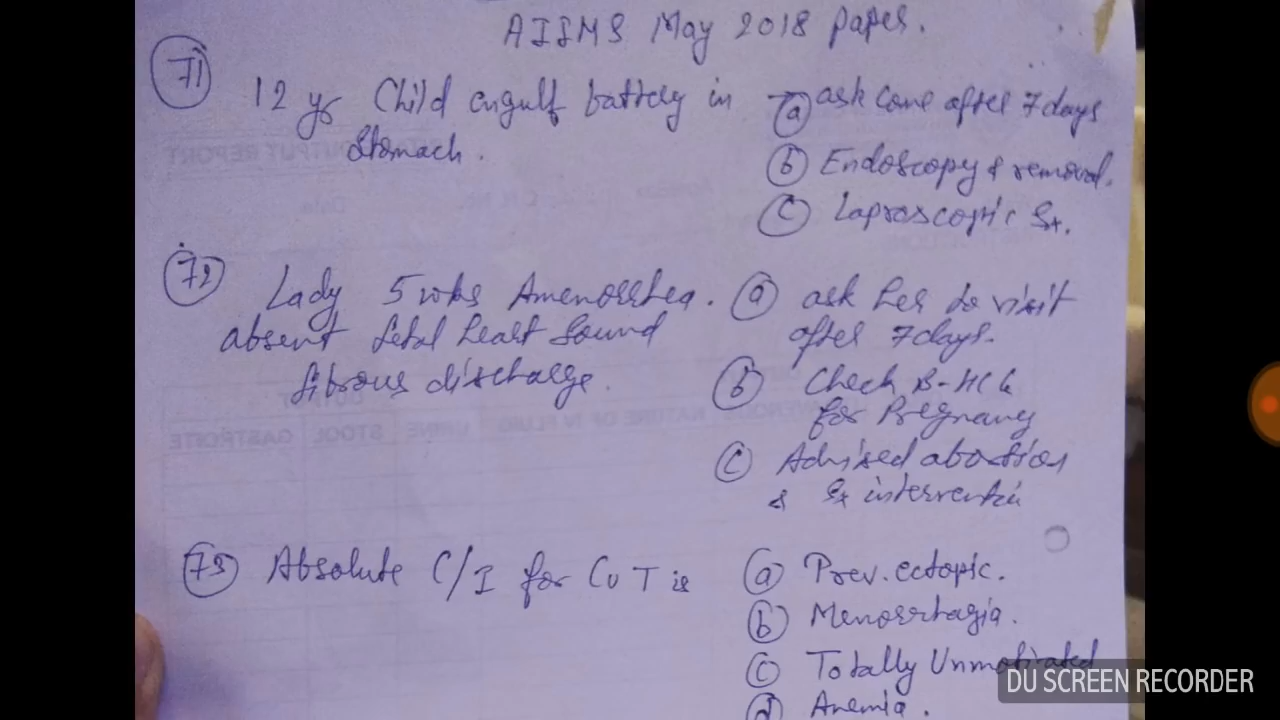 AIIMS May 2018 paper.
71
12 yr Child engulf battery in
Stomach.
a ask come after 7 days
b Endoscopy & removal.
c Laproscopic Sx.
72
Lady 5 wks Amenorrhea.
absent fetal heart sound
fibrous discharge.
a ask her to visit
after 7 days.
b Check B-HCG
for Pregnancy
c Advised abortion
& Sx intervention
73 Absolute C/I for Cu T is
a Prev. ectopic.
b Menorrhagia.
c Totally Unmotivated
d Anemia.
DU SCREEN RECORDER